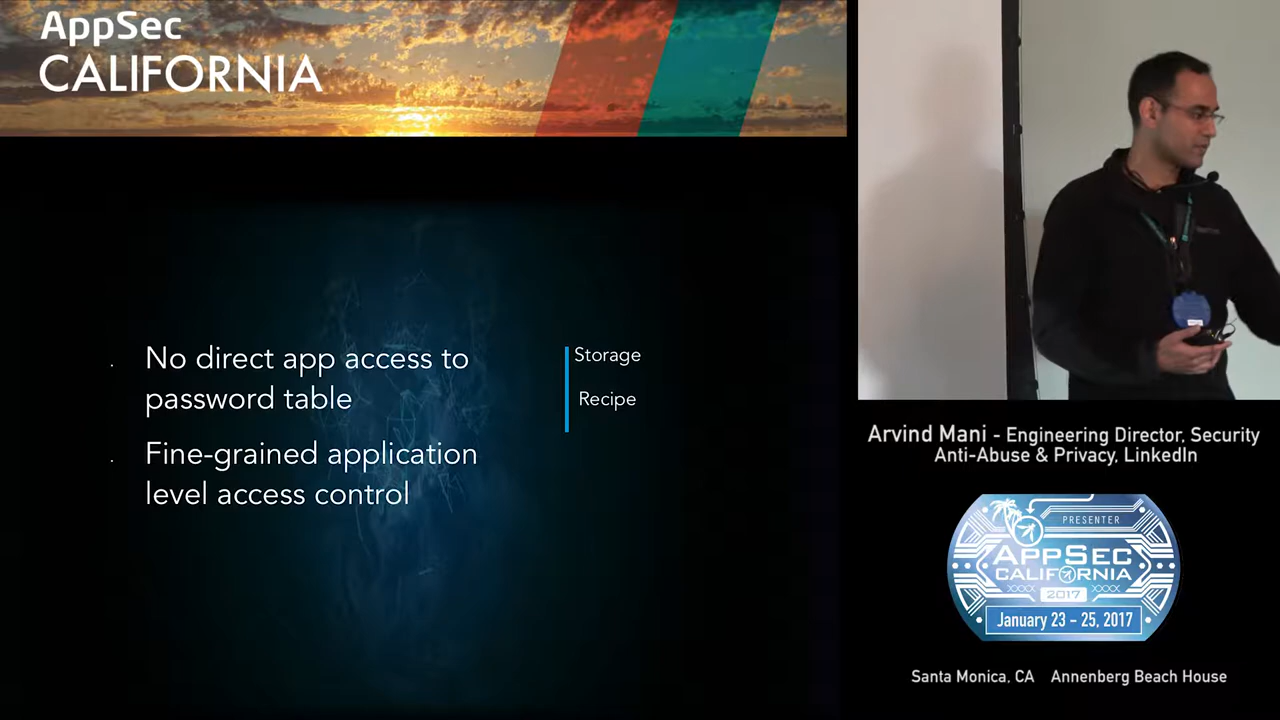 AppSec
CALIFORNIA
No direct app access to
password table
Fine-grained application
level access control
Storage
Recipe
Arvind Mani - Engineering Director, Security
Anti-Abuse & Privacy, LinkedIn
PRESENTER
APPSEC
CALIFORNIA
2017
January 23 - 25, 2017
Santa Monica, CA Annenberg Beach House